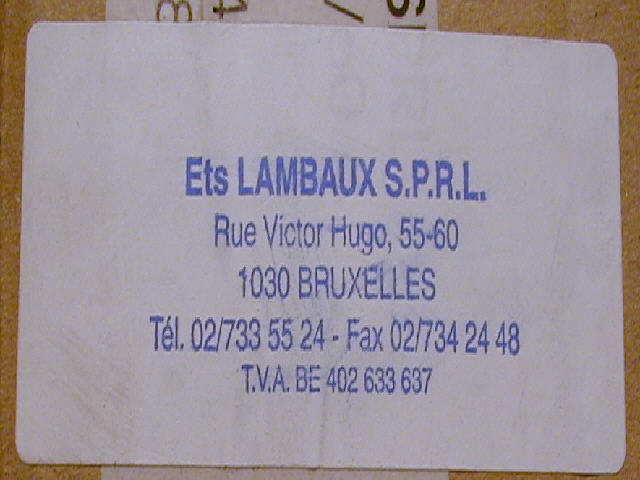 Ets LAMBAUX S.P.R.L.
Rue Victor Hugo, 55-60
1030 BRUXELLES
Tél. 02/733 55 24 - Fax 02/734 24 48
T.V.A. BE 402 633 637